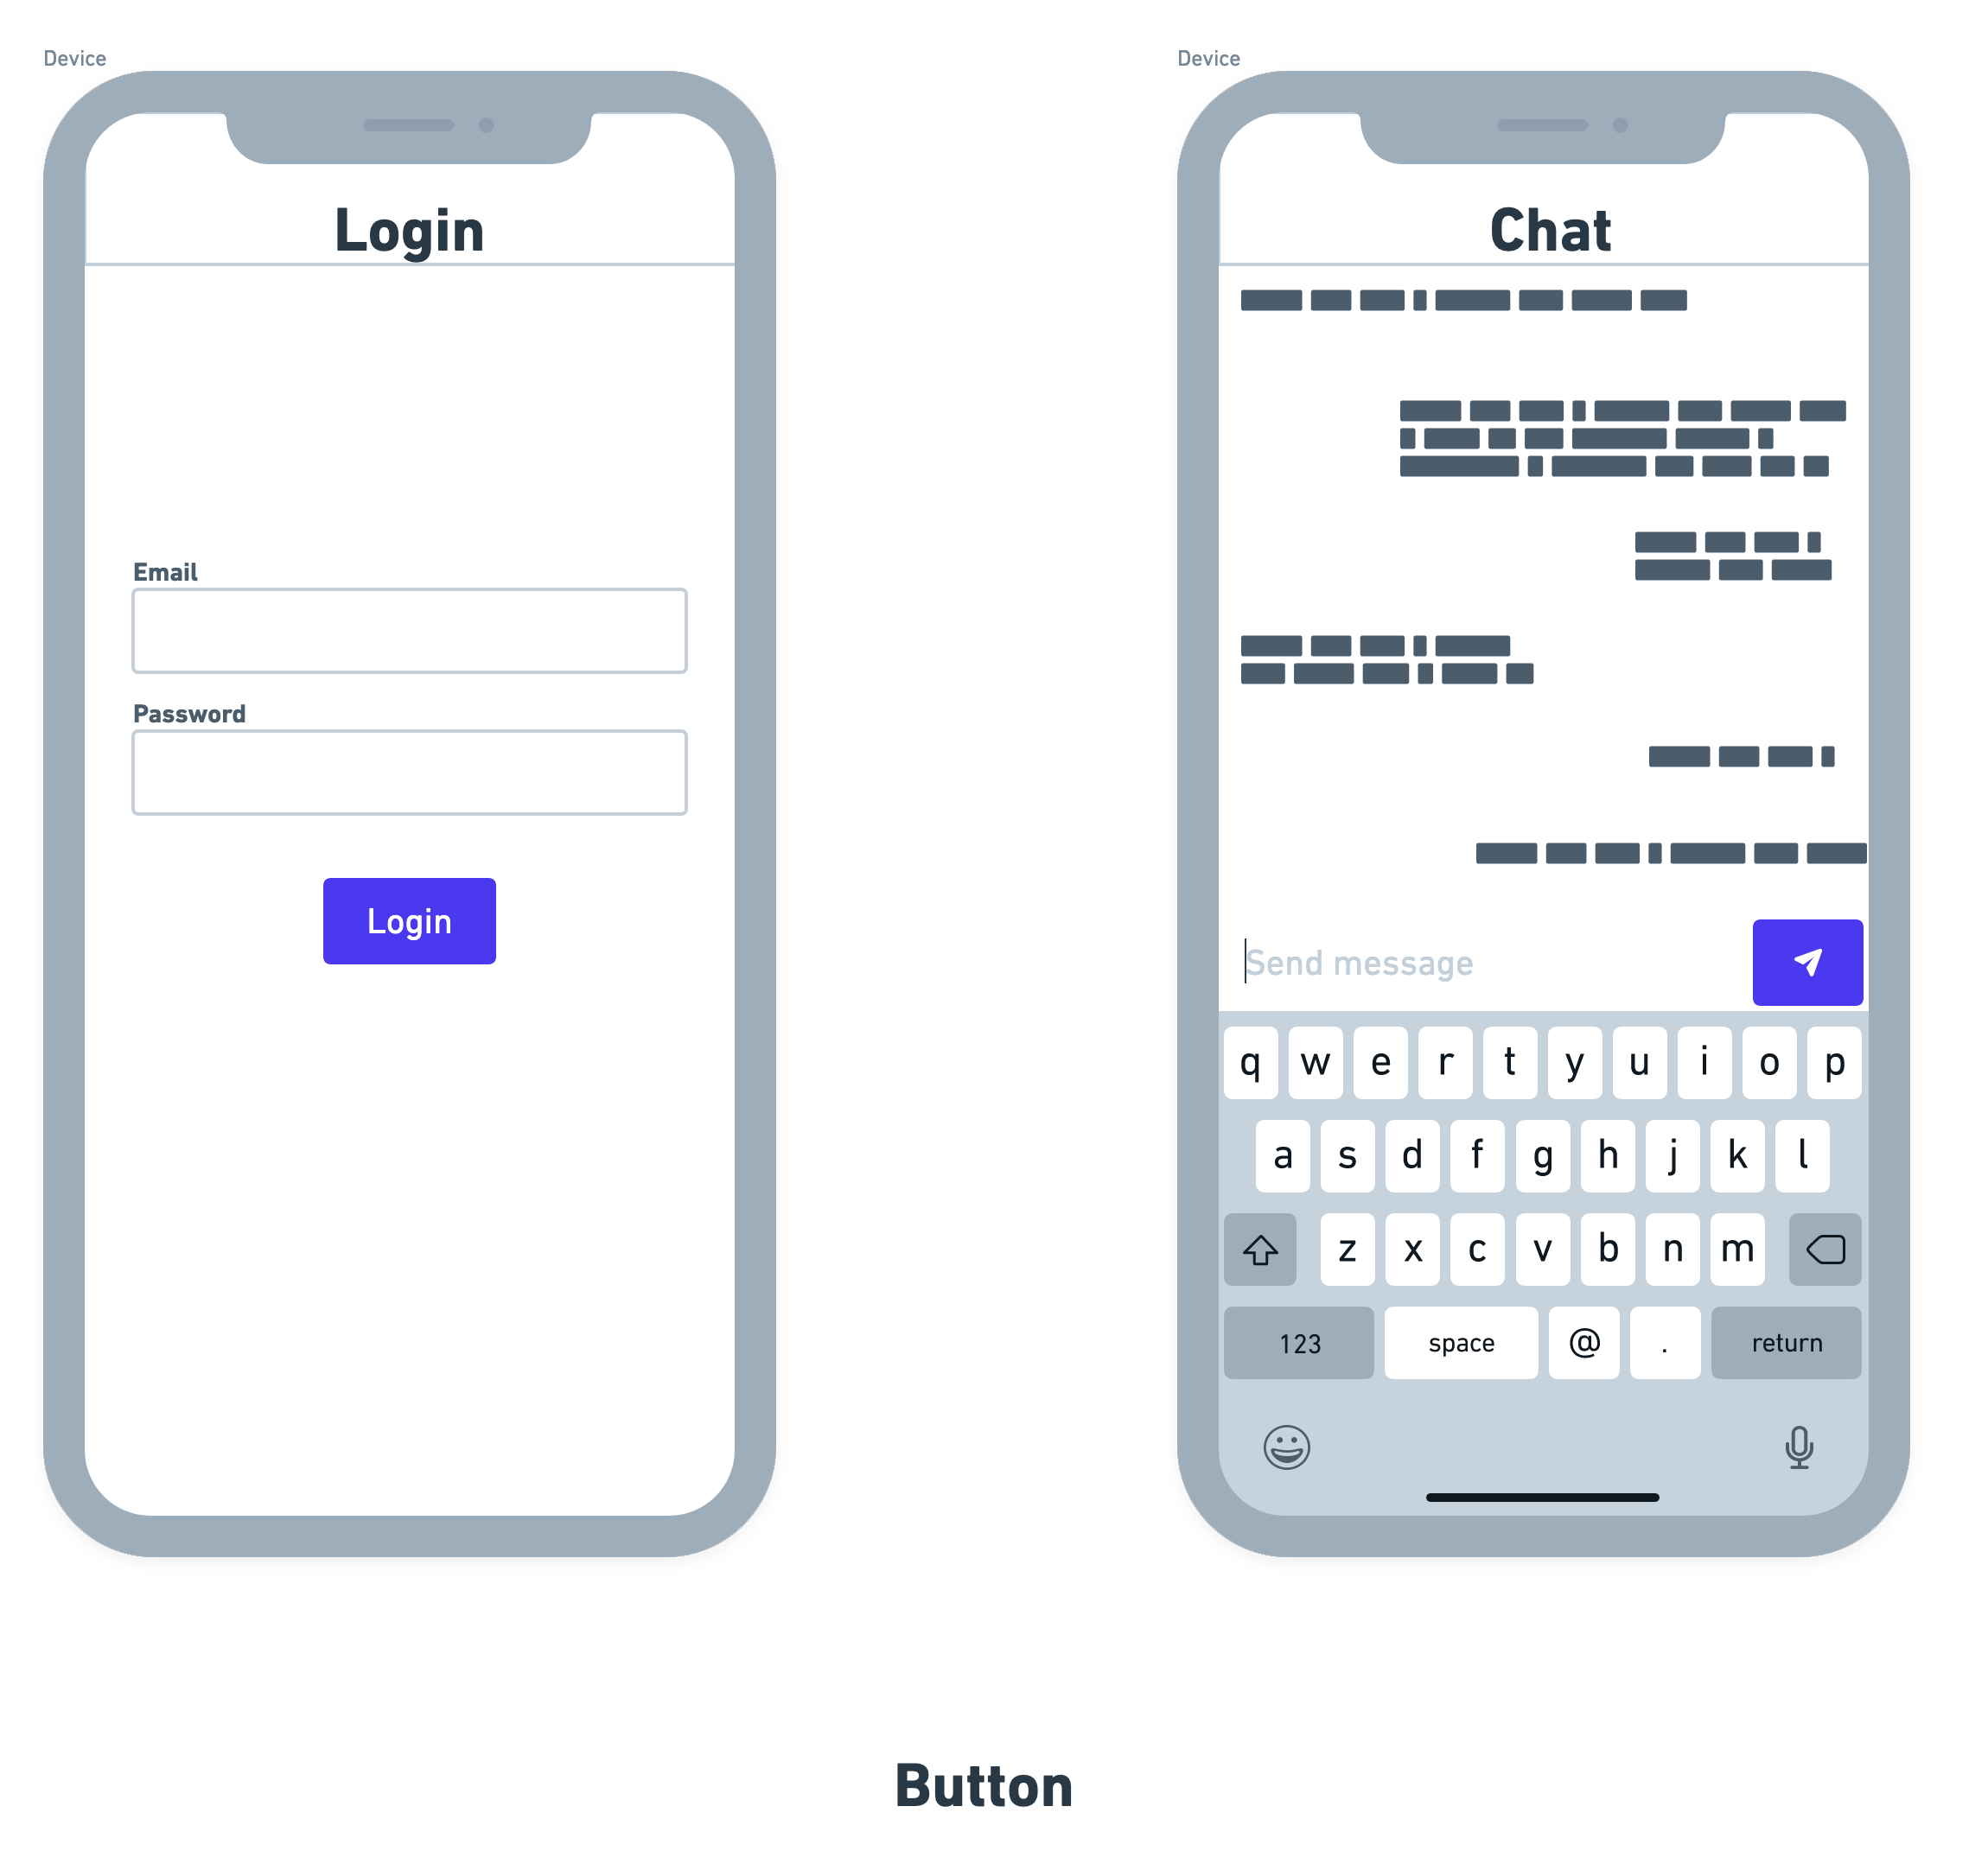 Device
Login
Email
Password
Login
Device
Chat
Send message
q w e r t y u i o p
a s d f g h j k l
z x c v b n m
123 space @ . return
Button